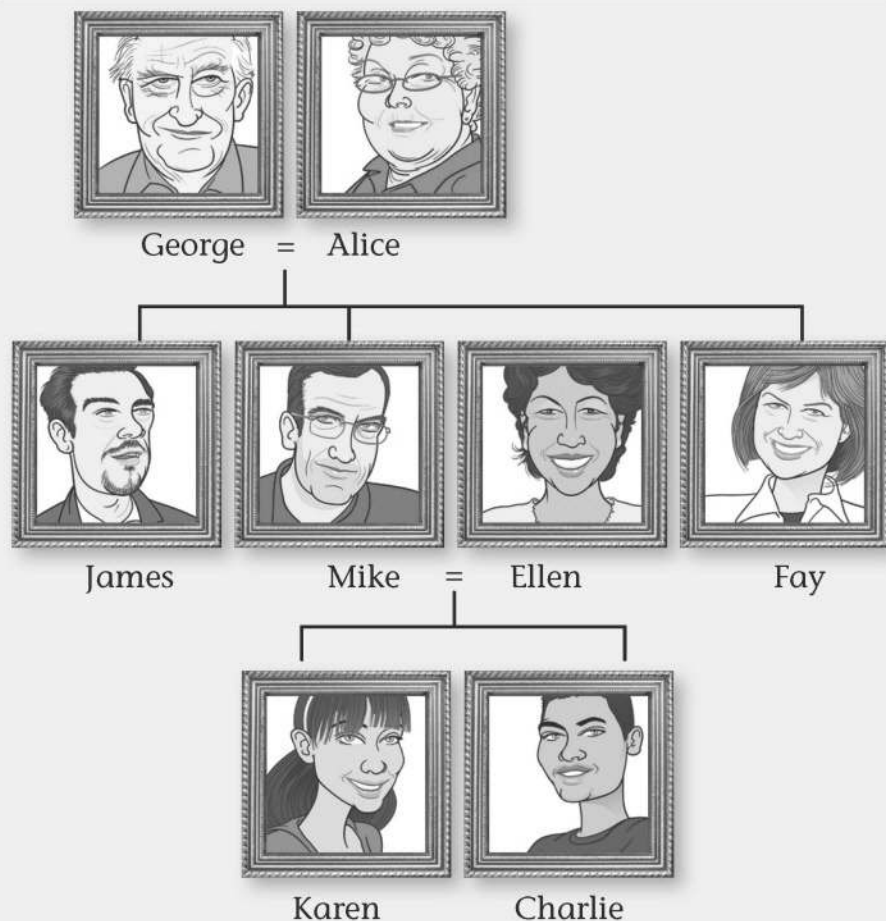 George = Alice
James Mike = Ellen Fay
Karen Charlie